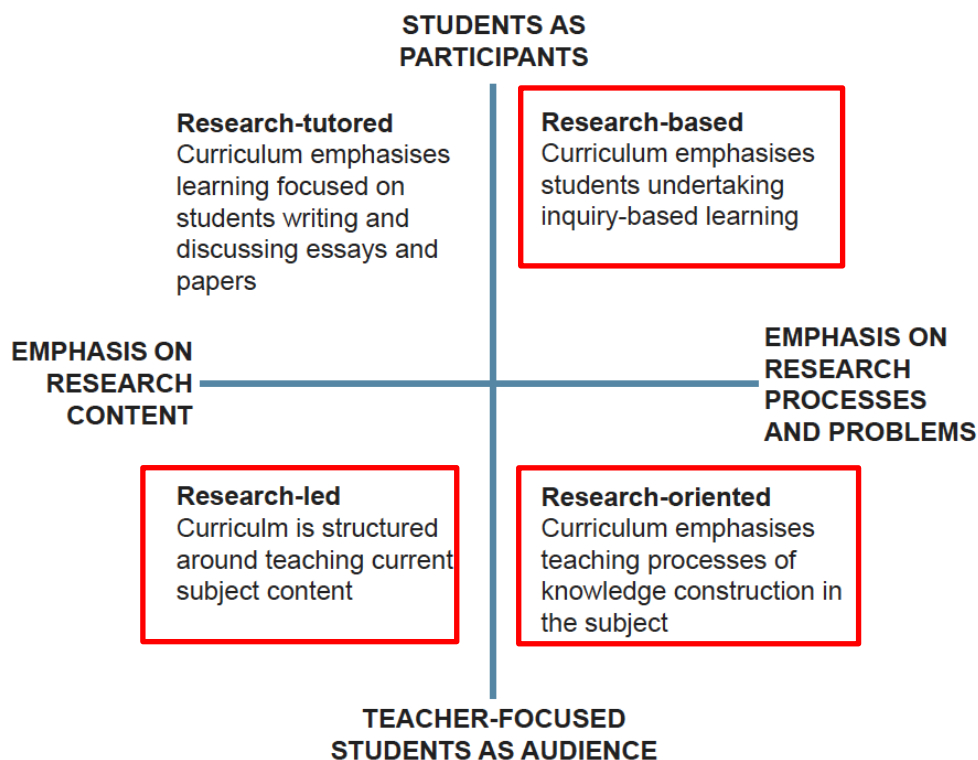 STUDENTS AS
PARTICIPANTS
Research-tutored
Curriculum emphasises
learning focused on
students writing and
discussing essays and
papers
Research-based
Curriculum emphasises
students undertaking
inquiry-based learning
EMPHASIS ON
RESEARCH
CONTENT
EMPHASIS ON
RESEARCH
PROCESSES
AND PROBLEMS
Research-led
Curriculm is structured
around teaching current
subject content
Research-oriented
Curriculum emphasises
teaching processes of
knowledge construction in
the subject
TEACHER-FOCUSED
STUDENTS AS AUDIENCE